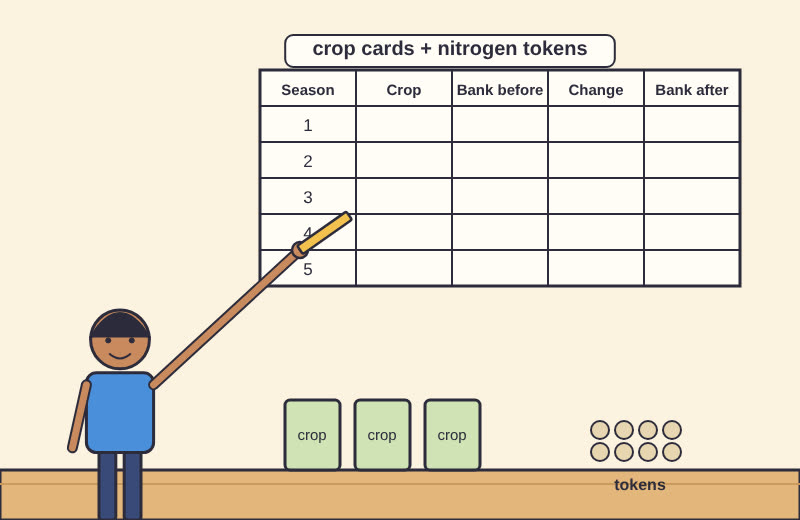 crop cards + nitrogen tokens
Season Crop Bank before Change Bank after
1
2
3
4
5
crop crop crop
tokens